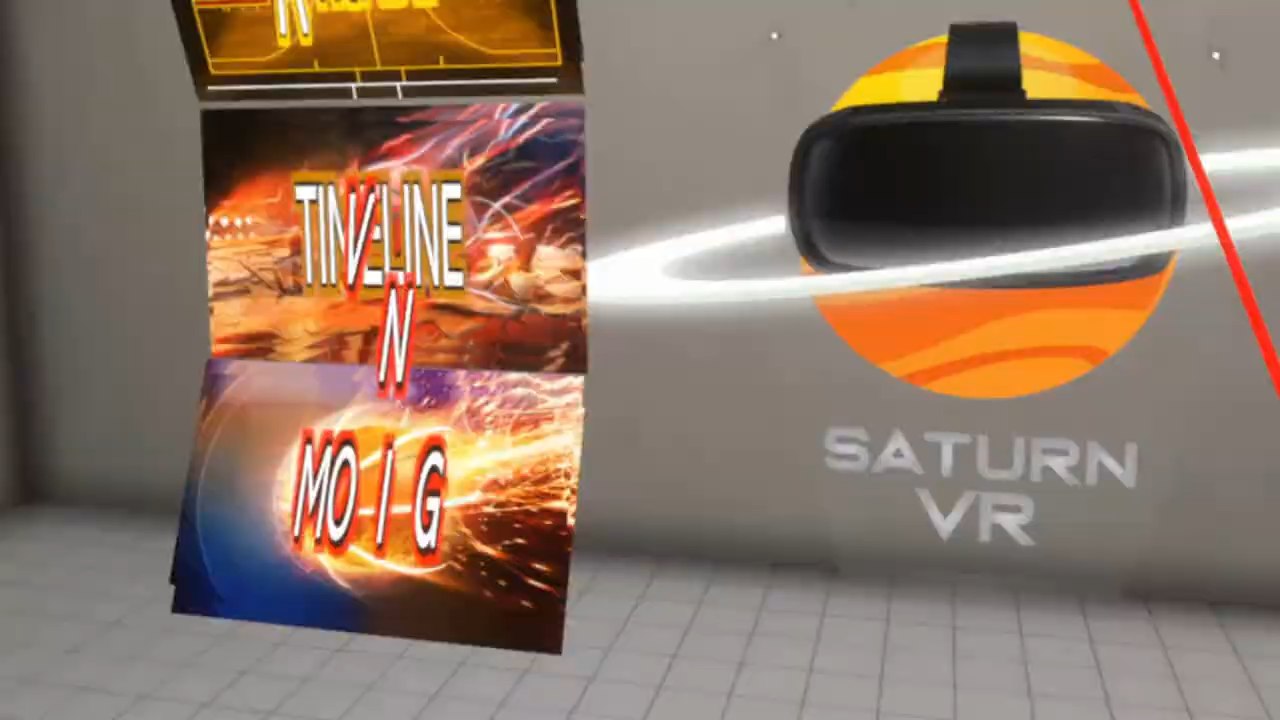 TIMELINE
V
N
MO I G
SATURN
VR